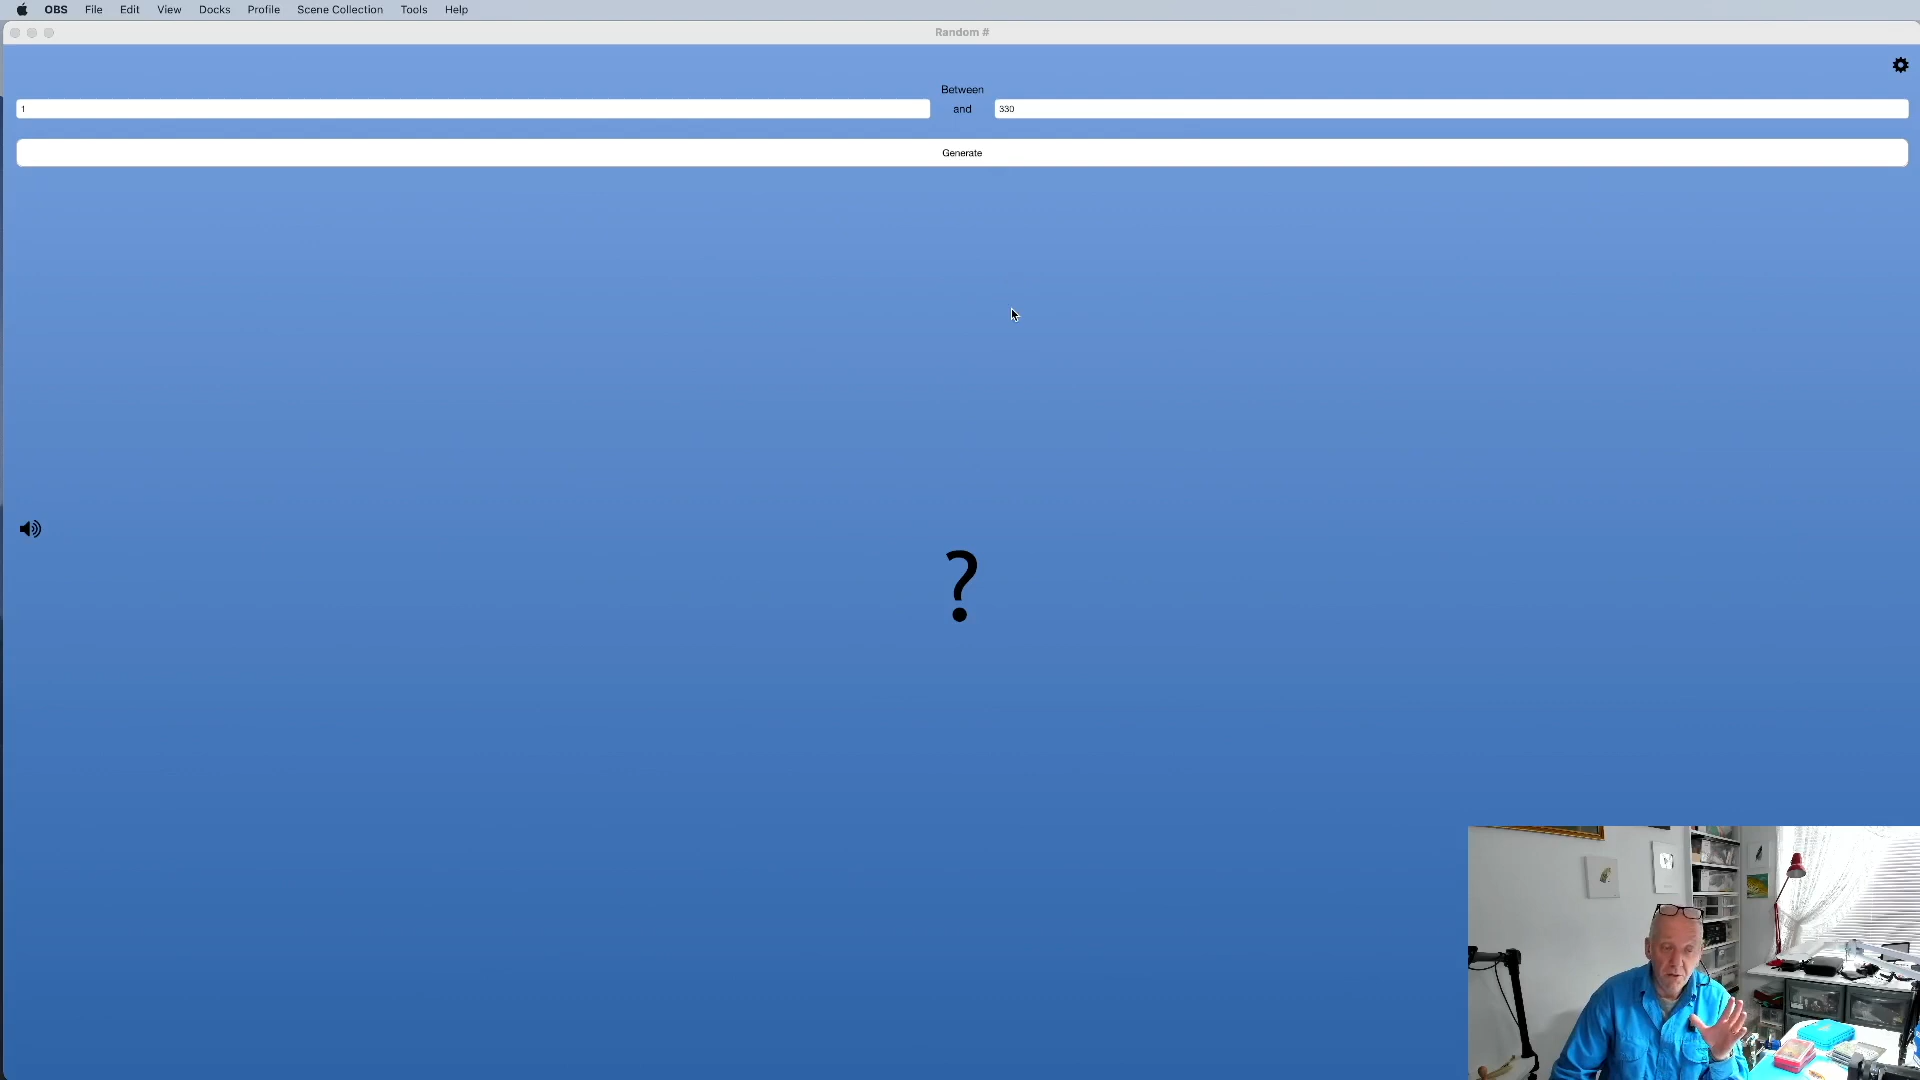 OBS File Edit View Docks Profile Scene Collection Tools Help
Random #
Between
1 and 330
Generate
?